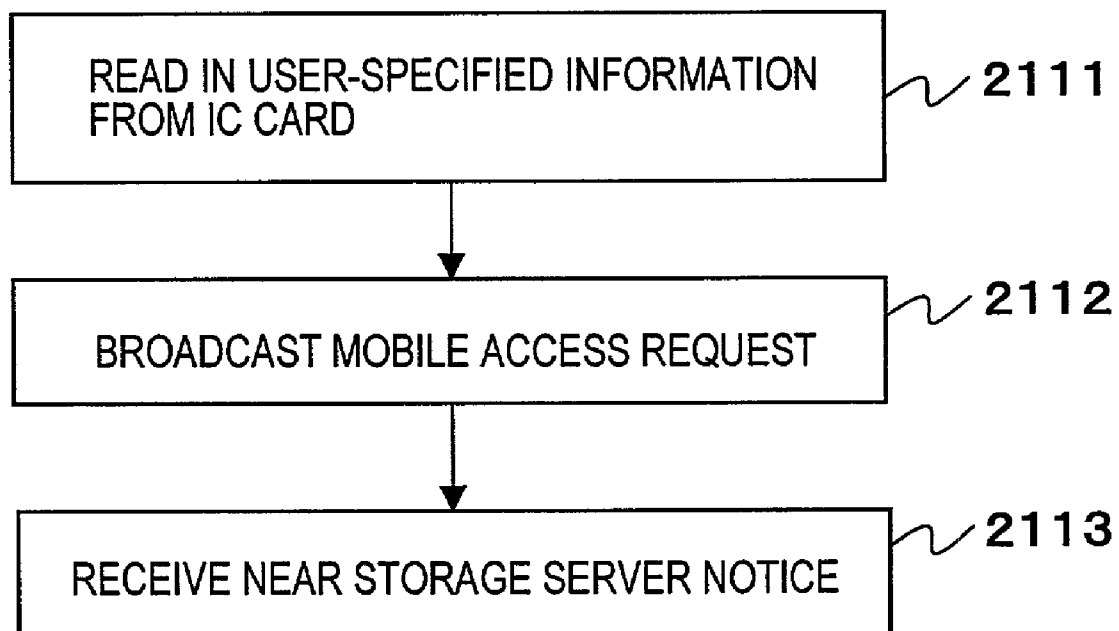 READ IN USER-SPECIFIED INFORMATION
FROM IC CARD
2111
BROADCAST MOBILE ACCESS REQUEST
2112
RECEIVE NEAR STORAGE SERVER NOTICE
2113